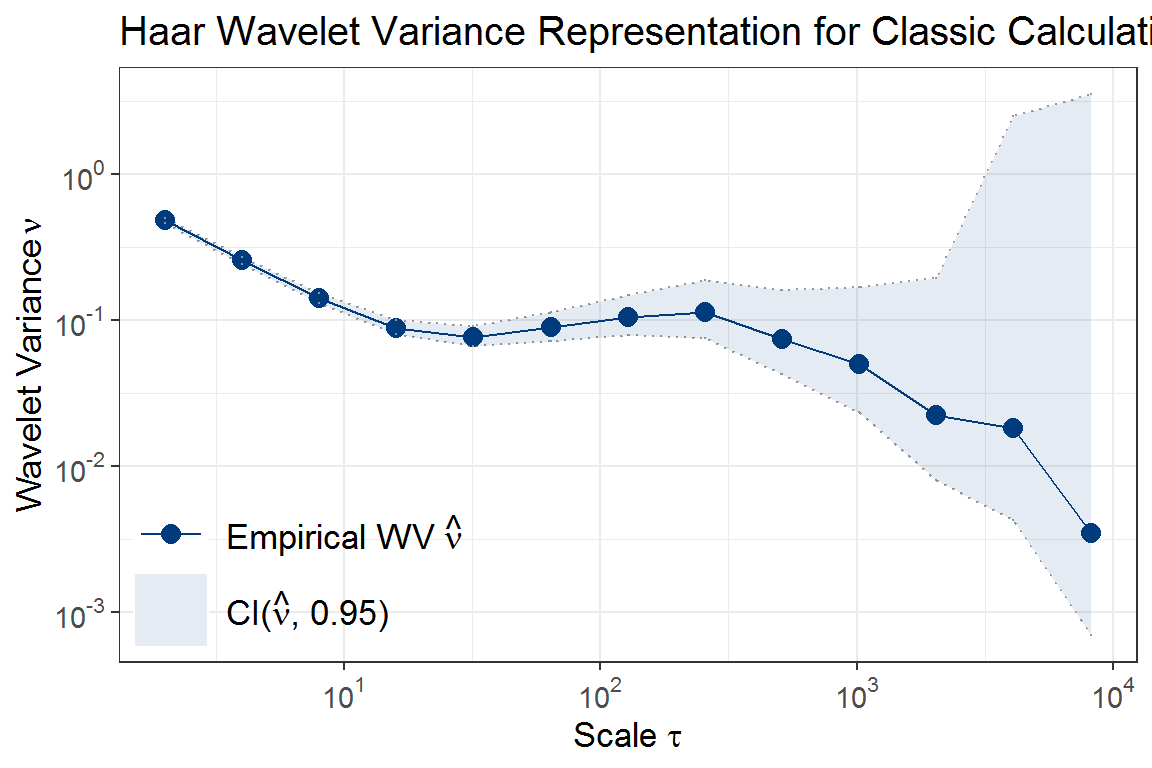 Haar Wavelet Variance Representation for Classic Calculati
Wavelet Variance ν
10⁰
10⁻¹
10⁻²
10⁻³
Empirical WV ν̂
CI(ν̂, 0.95)
10¹ 10² 10³ 10⁴
Scale τ